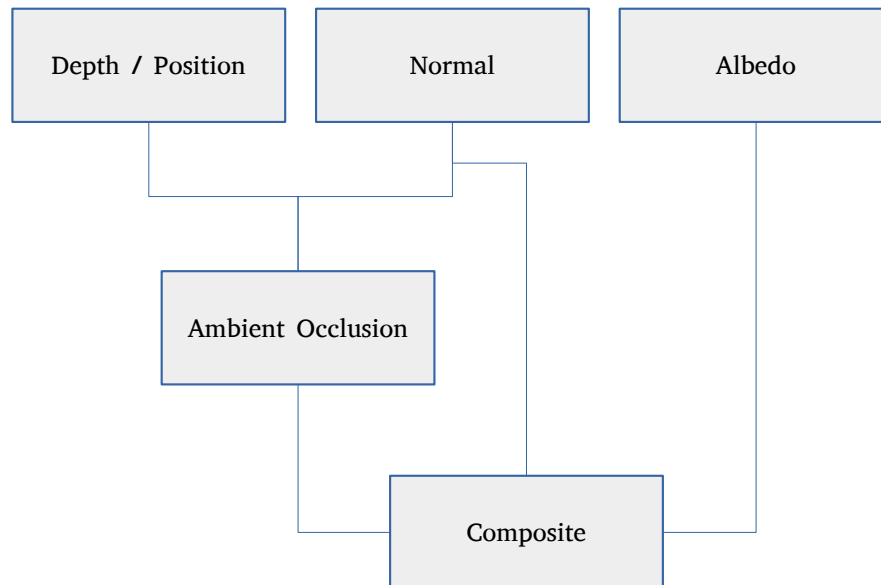 Depth / Position
Normal
Albedo
Ambient Occlusion
Composite